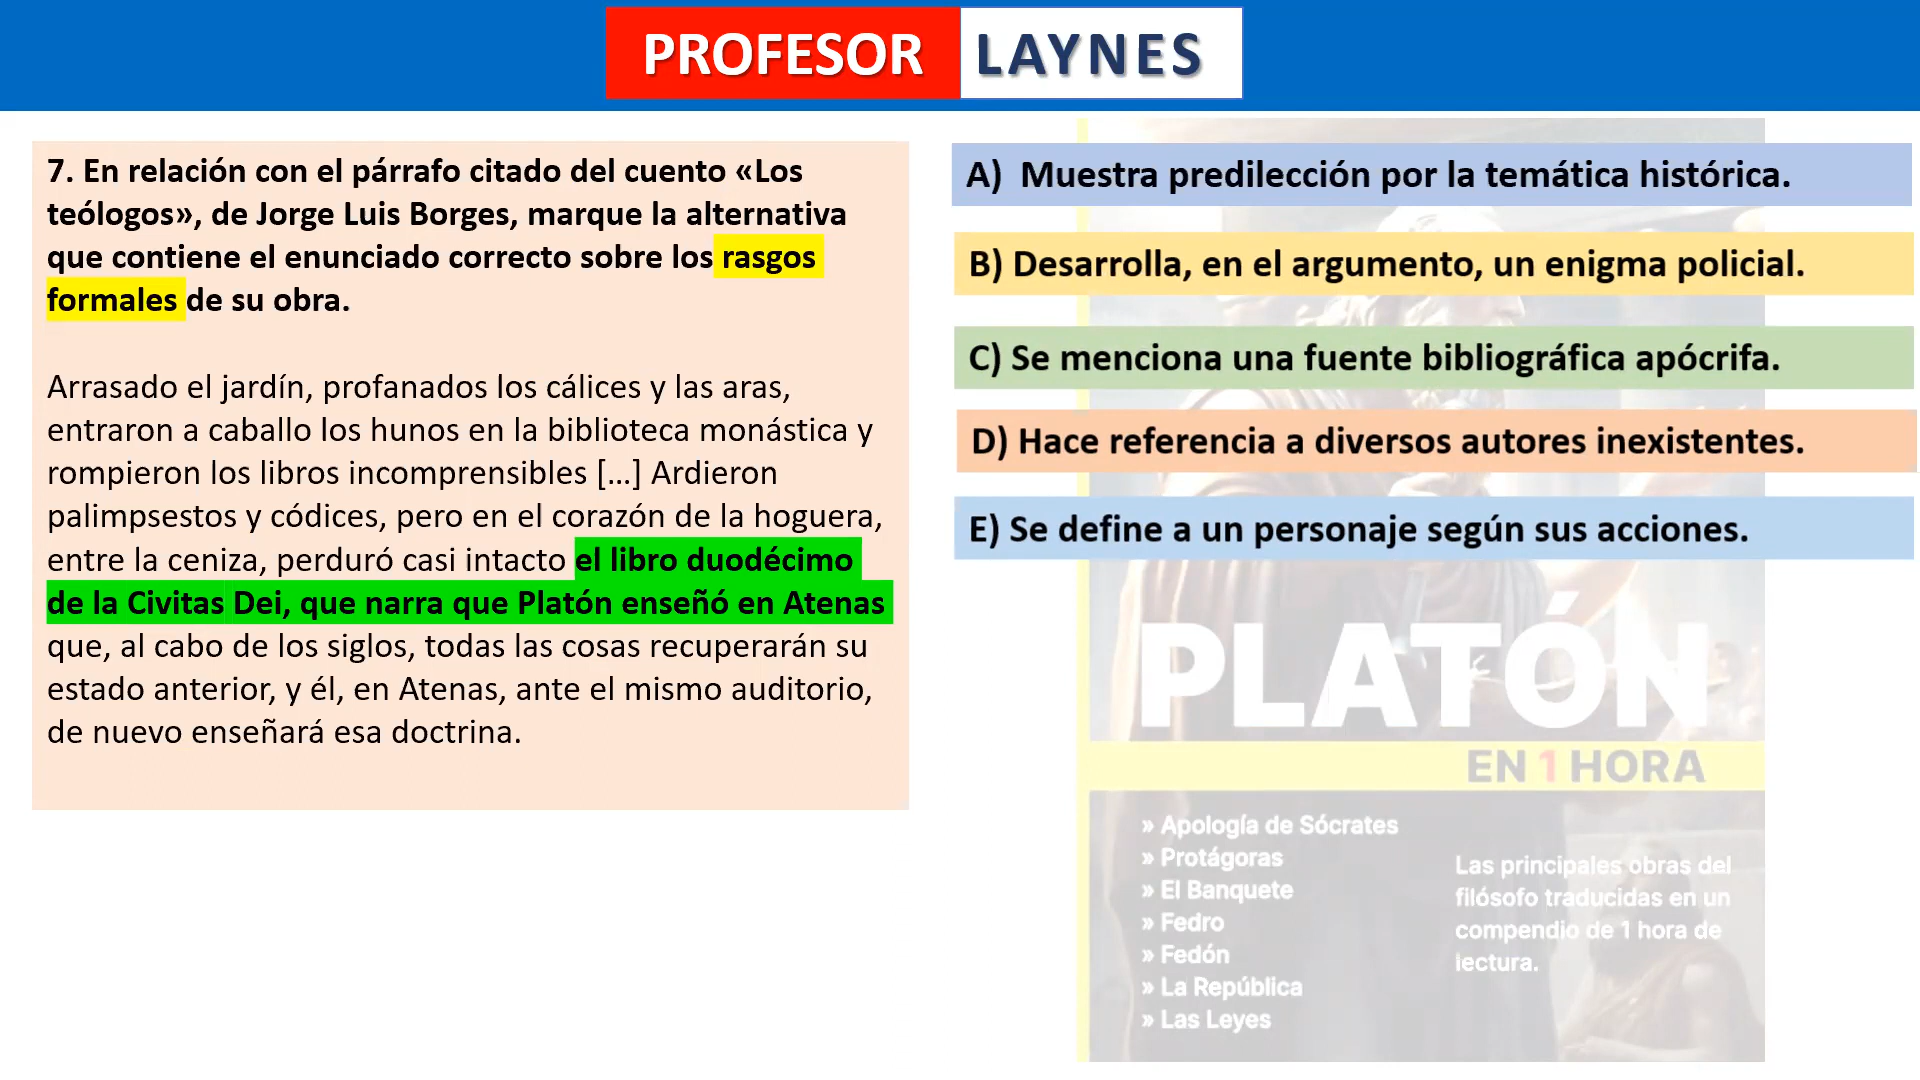 PROFESOR LAYNES
7. En relación con el párrafo citado del cuento «Los
teólogos», de Jorge Luis Borges, marque la alternativa
que contiene el enunciado correcto sobre los rasgos
formales de su obra.
Arrasado el jardín, profanados los cálices y las aras,
entraron a caballo los hunos en la biblioteca monástica y
rompieron los libros incomprensibles [...] Ardieron
palimpsestos y códices, pero en el corazón de la hoguera,
entre la ceniza, perduró casi intacto el libro duodécimo
de la Civitas Dei, que narra que Platón enseñó en Atenas
que, al cabo de los siglos, todas las cosas recuperarán su
estado anterior, y él, en Atenas, ante el mismo auditorio,
de nuevo enseñará esa doctrina.
A) Muestra predilección por la temática histórica.
B) Desarrolla, en el argumento, un enigma policial.
C) Se menciona una fuente bibliográfica apócrifa.
D) Hace referencia a diversos autores inexistentes.
E) Se define a un personaje según sus acciones.
PLATÓN
EN 1 HORA
» Apología de Sócrates
» Protágoras
» El Banquete
» Fedro
» Fedón
» La República
» Las Leyes
Las principales obras del
filósofo traducidas en un
compendio de 1 hora de
lectura.